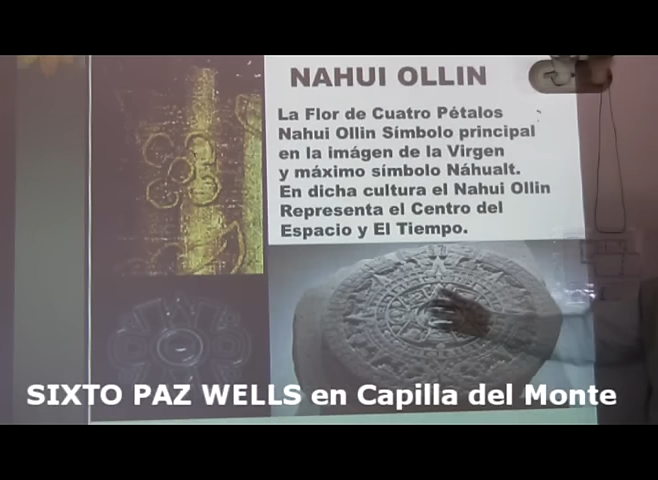 NAHUI OLLIN
La Flor de Cuatro Pétalos
Nahui Ollin Símbolo principal
en la imágen de la Virgen
y máximo símbolo Náhualt.
En dicha cultura el Nahui Ollin
Representa el Centro del
Espacio y El Tiempo.
SIXTO PAZ WELLS en Capilla del Monte